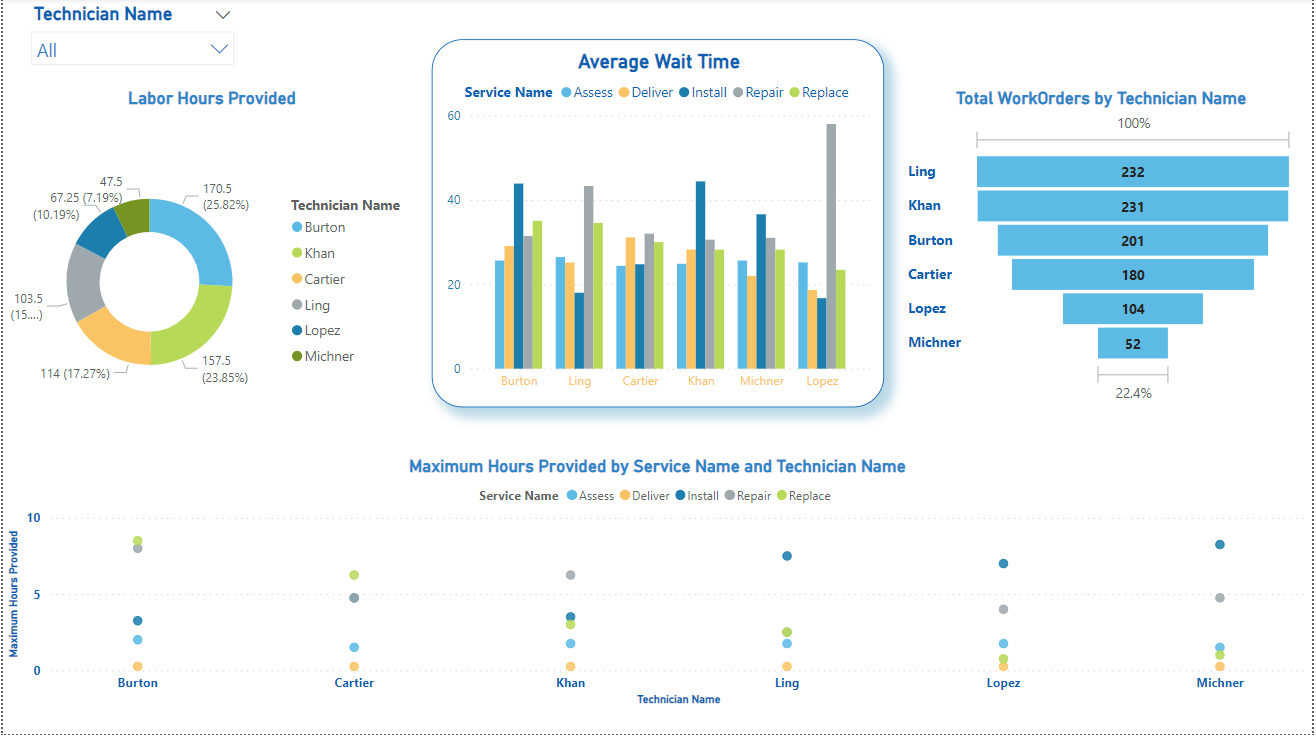 Technician Name
All
Labor Hours Provided
47.5
(7.19%)
67.25
(10.19%)
103.5
(15....)
114 (17.27%)
170.5
(25.82%)
157.5
(23.85%)
Technician Name
Burton
Khan
Cartier
Ling
Lopez
Michner
Average Wait Time
Service Name Assess Deliver Install Repair Replace
60
40
20
0
Burton Ling Cartier Khan Michner Lopez
Total WorkOrders by Technician Name
100%
Ling 232
Khan 231
Burton 201
Cartier 180
Lopez 104
Michner 52
22.4%
Maximum Hours Provided by Service Name and Technician Name
Service Name Assess Deliver Install Repair Replace
Maximum Hours Provided
10
5
0
Burton Cartier Khan Ling Lopez Michner
Technician Name